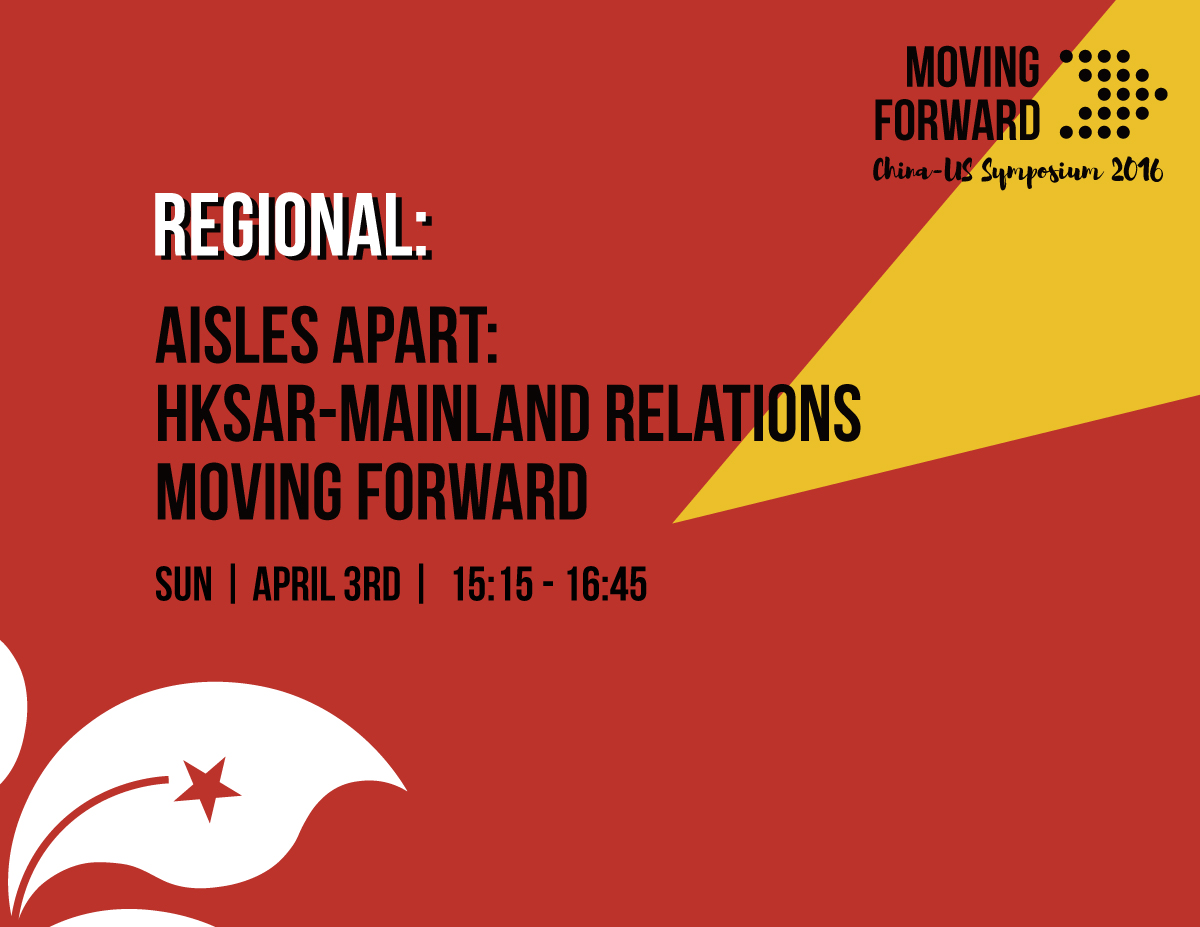 MOVING
FORWARD
China-US Symposium 2016
REGIONAL:
AISLES APART:
HKSAR-MAINLAND RELATIONS
MOVING FORWARD
SUN | APRIL 3RD | 15:15 - 16:45